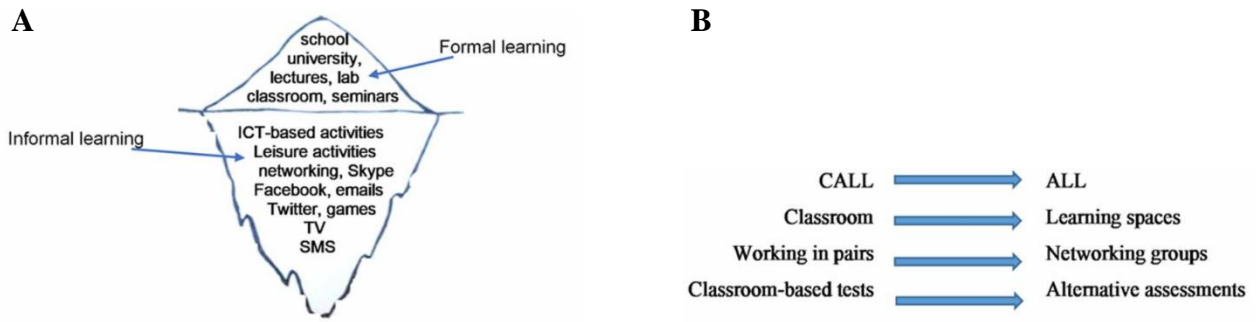 A
school
university,
lectures, lab
classroom, seminars
Formal learning
Informal learning
ICT-based activities
Leisure activities
networking, Skype
Facebook, emails
Twitter, games
TV
SMS
B
CALL ALL
Classroom Learning spaces
Working in pairs Networking groups
Classroom-based tests Alternative assessments